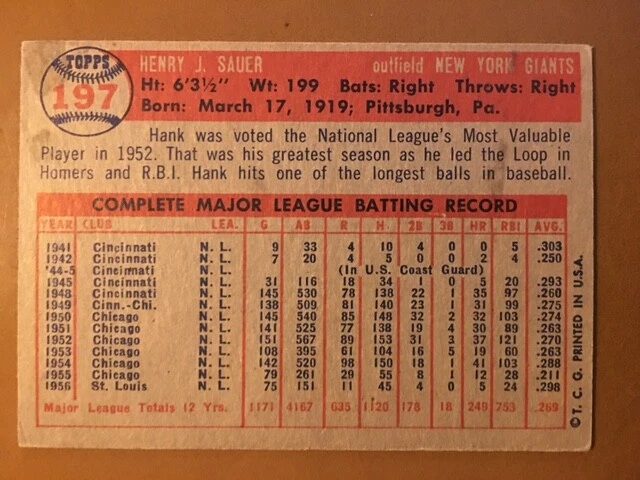 TOPPS
197
HENRY J. SAUER outfield NEW YORK GIANTS
Ht: 6'3½" Wt: 199 Bats: Right Throws: Right
Born: March 17, 1919; Pittsburgh, Pa.
Hank was voted the National League's Most Valuable
Player in 1952. That was his greatest season as he led the Loop in
Homers and R.B.I. Hank hits one of the longest balls in baseball.
COMPLETE MAJOR LEAGUE BATTING RECORD
YEAR CLUB LEA. G AB R H 2B 3B HR RBI AVG.
1941 Cincinnati N. L. 9 33 4 10 4 0 0 5 .303
1942 Cincinnati N. L. 7 20 4 5 0 0 2 4 .250
'44-5 Cincinnati N. L. (In U.S. Coast Guard)
1945 Cincinnati N. L. 31 116 18 34 1 0 5 20 .293
1948 Cincinnati N. L. 145 530 78 138 22 1 35 97 .260
1949 Cinn.-Chi. N. L. 138 509 81 140 23 1 31 99 .275
1950 Chicago N. L. 145 540 85 148 32 2 32 103 .274
1951 Chicago N. L. 141 525 77 138 19 4 30 89 .263
1952 Chicago N. L. 151 567 89 153 31 3 37 121 .270
1953 Chicago N. L. 108 395 61 104 16 5 19 60 .263
1954 Chicago N. L. 142 520 98 150 18 1 41 103 .288
1955 Chicago N. L. 79 261 29 55 8 1 12 28 .211
1956 St. Louis N. L. 75 151 11 45 4 0 5 24 .298
Major League Totals 12 Yrs. 1171 4167 635 1120 178 18 249 753 .269
©T. C. G. PRINTED IN U.S.A.